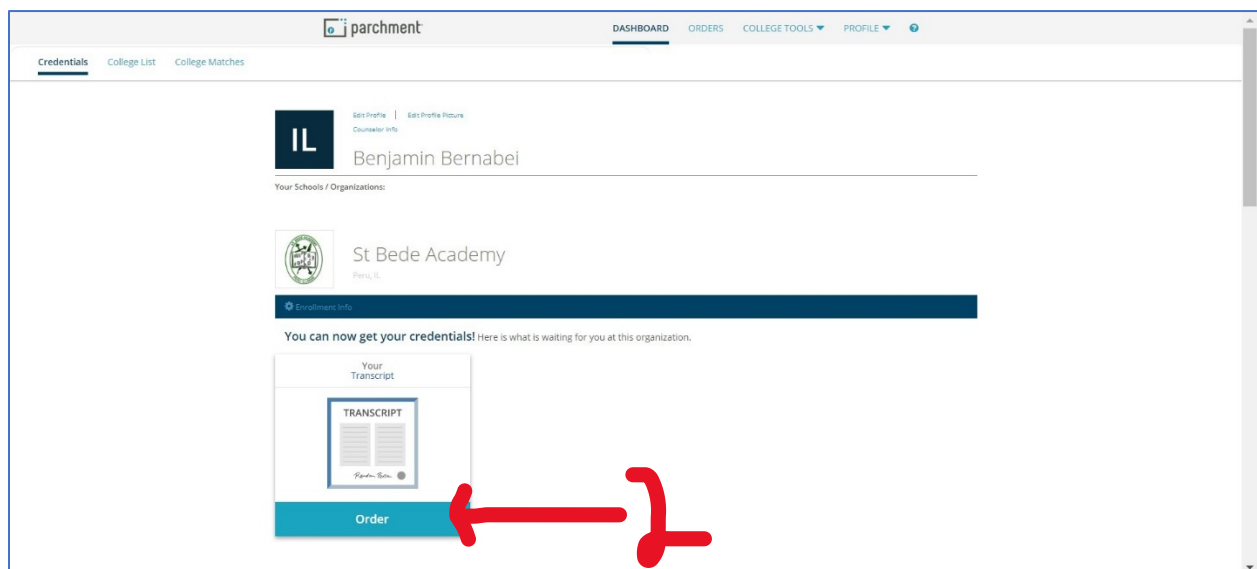 parchment
DASHBOARD ORDERS COLLEGE TOOLS PROFILE ?
Credentials College List College Matches
IL
Edit Profile | Edit Profile Picture
Counselor Info
Benjamin Bernabei
Your Schools / Organizations:
St Bede Academy
Peru, IL
Enrollment Info
You can now get your credentials! Here is what is waiting for you at this organization.
Your
Transcript
TRANSCRIPT
Order
2